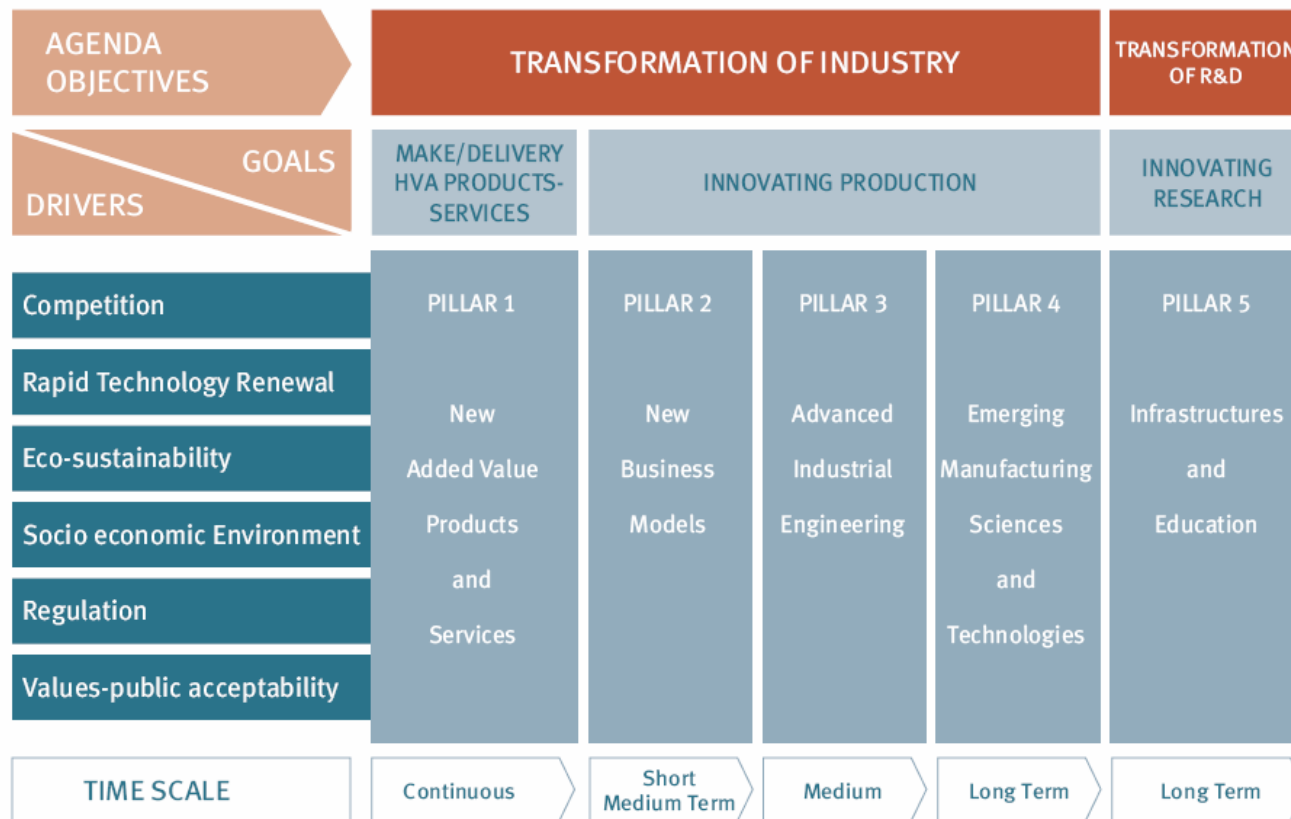 AGENDA
OBJECTIVES
TRANSFORMATION OF INDUSTRY
TRANSFORMATION
OF R&D
GOALS
DRIVERS
MAKE/DELIVERY
HVA PRODUCTS-
SERVICES
INNOVATING PRODUCTION
INNOVATING
RESEARCH
Competition
Rapid Technology Renewal
Eco-sustainability
Socio economic Environment
Regulation
Values-public acceptability
PILLAR 1
New
Added Value
Products
and
Services
PILLAR 2
New
Business
Models
PILLAR 3
Advanced
Industrial
Engineering
PILLAR 4
Emerging
Manufacturing
Sciences
and
Technologies
PILLAR 5
Infrastructures
and
Education
TIME SCALE
Continuous
Short
Medium Term
Medium
Long Term
Long Term